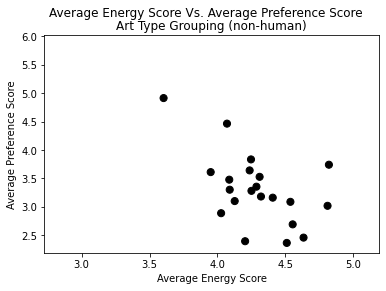 Average Energy Score Vs. Average Preference Score
Art Type Grouping (non-human)
Average Preference Score
6.0
5.5
5.0
4.5
4.0
3.5
3.0
2.5
3.0 3.5 4.0 4.5 5.0
Average Energy Score